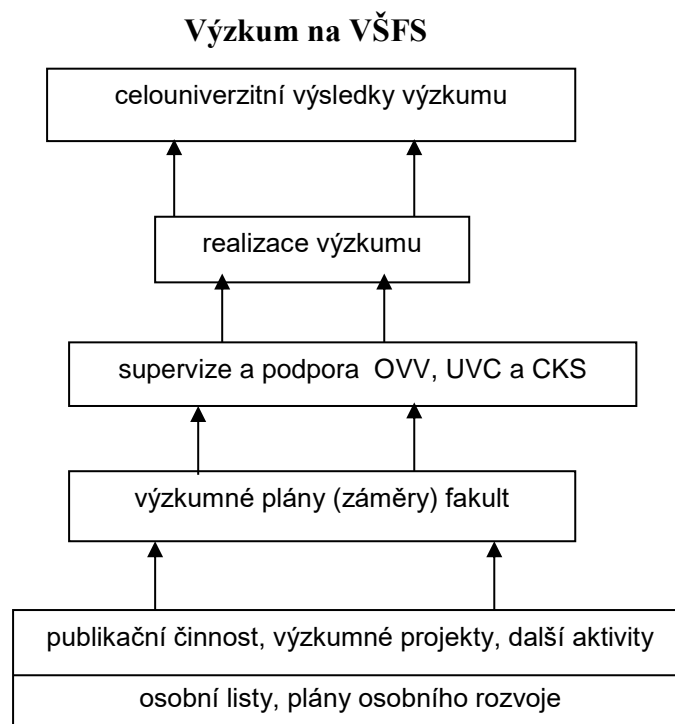 Výzkum na VŠFS
celouniverzitní výsledky výzkumu
realizace výzkumu
supervize a podpora OVV, UVC a CKS
výzkumné plány (záměry) fakult
publikační činnost, výzkumné projekty, další aktivity
osobní listy, plány osobního rozvoje